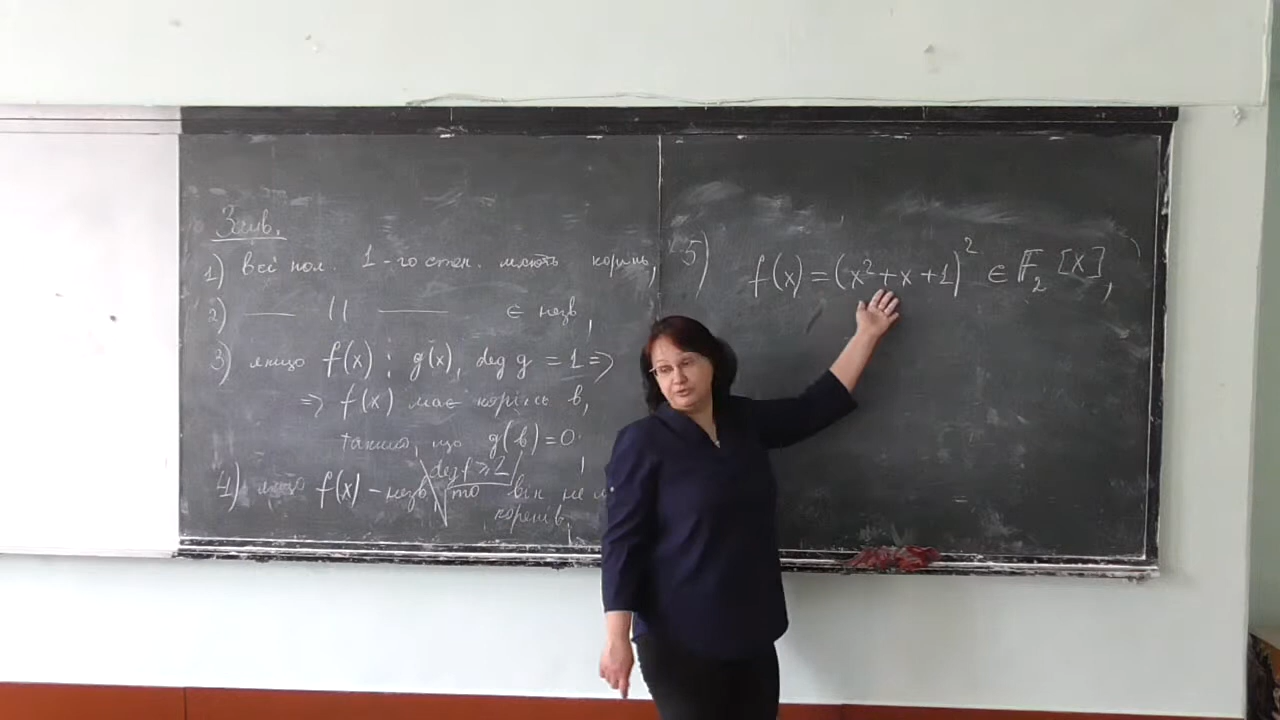 Заув.
1) всі пол. 1-го степ. мають корінь,
2) —— || —— є незв,
3) якщо f(x) ⋮ g(x), deg g = 1 =>
=> f(x) має корінь b,
такий, що g(b)=0
deg f ≥ 2
4) якщо f(x) – незв, то він не м
коренів.
5) f(x) = (x²+x+1)² ∈ F₂[x],